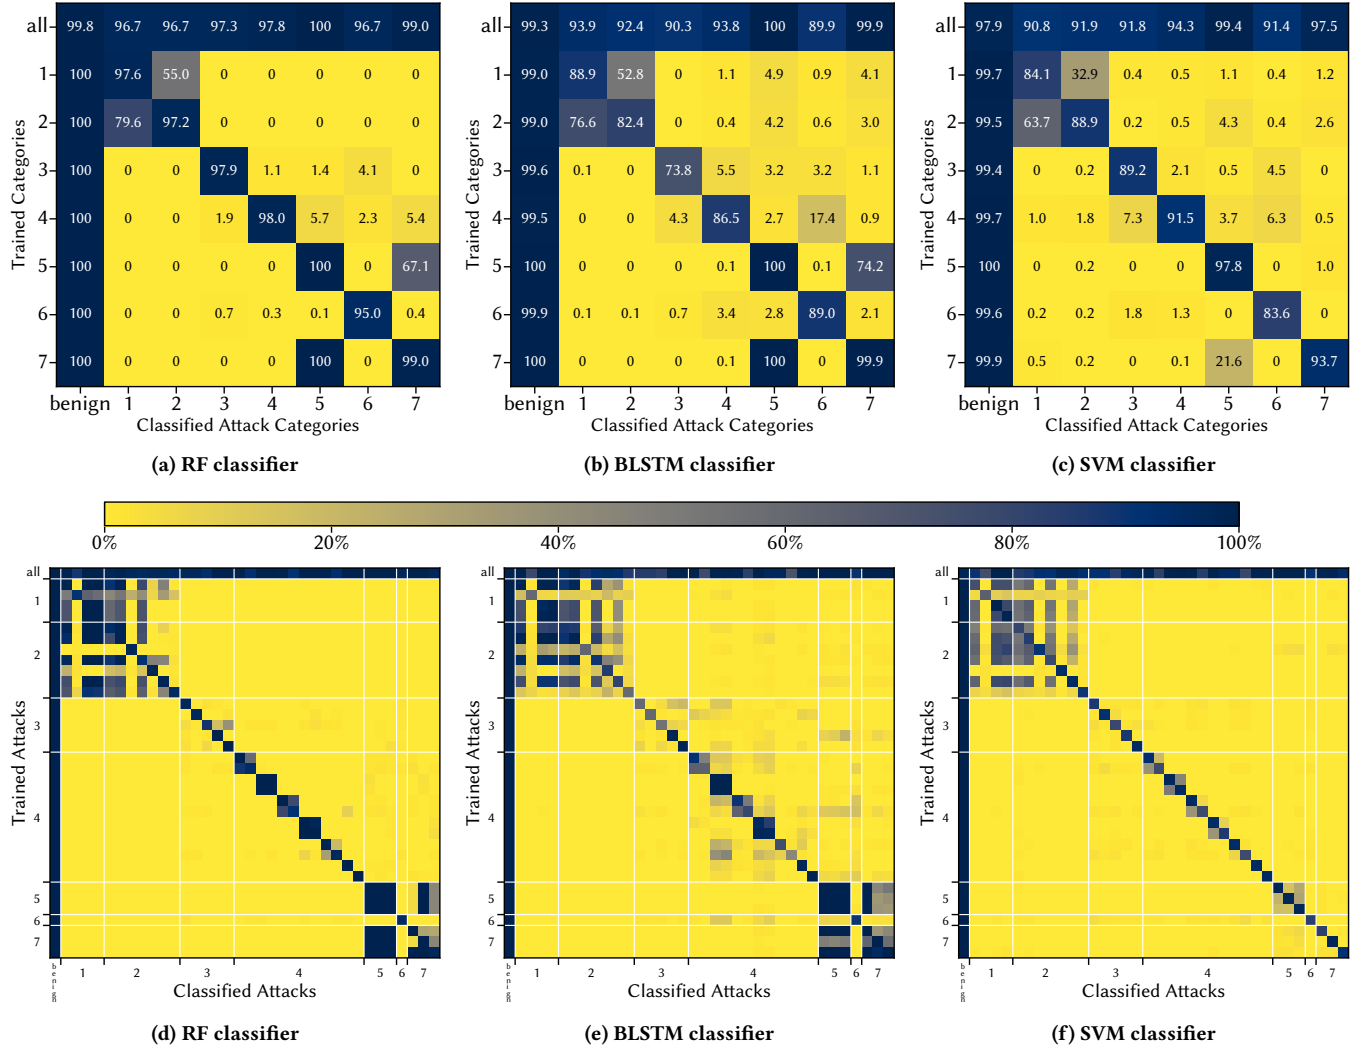 all 99.8 96.7 96.7 97.3 97.8 100 96.7 99.0
1 100 97.6 55.0 0 0 0 0 0
2 100 79.6 97.2 0 0 0 0 0
3 100 0 0 97.9 1.1 1.4 4.1 0
4 100 0 0 1.9 98.0 5.7 2.3 5.4
5 100 0 0 0 0 100 0 67.1
6 100 0 0 0.7 0.3 0.1 95.0 0.4
7 100 0 0 0 0 100 0 99.0
Trained Categories
benign 1 2 3 4 5 6 7
Classified Attack Categories
(a) RF classifier
all 99.3 93.9 92.4 90.3 93.8 100 89.9 99.9
1 99.0 88.9 52.8 0 1.1 4.9 0.9 4.1
2 99.0 76.6 82.4 0 0.4 4.2 0.6 3.0
3 99.6 0.1 0 73.8 5.5 3.2 3.2 1.1
4 99.5 0 0 4.3 86.5 2.7 17.4 0.9
5 100 0 0 0 0.1 100 0.1 74.2
6 99.9 0.1 0.1 0.7 3.4 2.8 89.0 2.1
7 100 0 0 0 0.1 100 0 99.9
Trained Categories
benign 1 2 3 4 5 6 7
Classified Attack Categories
(b) BLSTM classifier
all 97.9 90.8 91.9 91.8 94.3 99.4 91.4 97.5
1 99.7 84.1 32.9 0.4 0.5 1.1 0.4 1.2
2 99.5 63.7 88.9 0.2 0.5 4.3 0.4 2.6
3 99.4 0 0.2 89.2 2.1 0.5 4.5 0
4 99.7 1.0 1.8 7.3 91.5 3.7 6.3 0.5
5 100 0 0.2 0 0 97.8 0 1.0
6 99.6 0.2 0.2 1.8 1.3 0 83.6 0
7 99.9 0.5 0.2 0 0.1 21.6 0 93.7
Trained Categories
benign 1 2 3 4 5 6 7
Classified Attack Categories
(c) SVM classifier
0% 20% 40% 60% 80% 100%
all
1
2
3
4
5
6
7
Trained Attacks
benign 1 2 3 4 5 6 7
Classified Attacks
(d) RF classifier
all
1
2
3
4
5
6
7
Trained Attacks
benign 1 2 3 4 5 6 7
Classified Attacks
(e) BLSTM classifier
all
1
2
3
4
5
6
7
Trained Attacks
benign 1 2 3 4 5 6 7
Classified Attacks
(f) SVM classifier